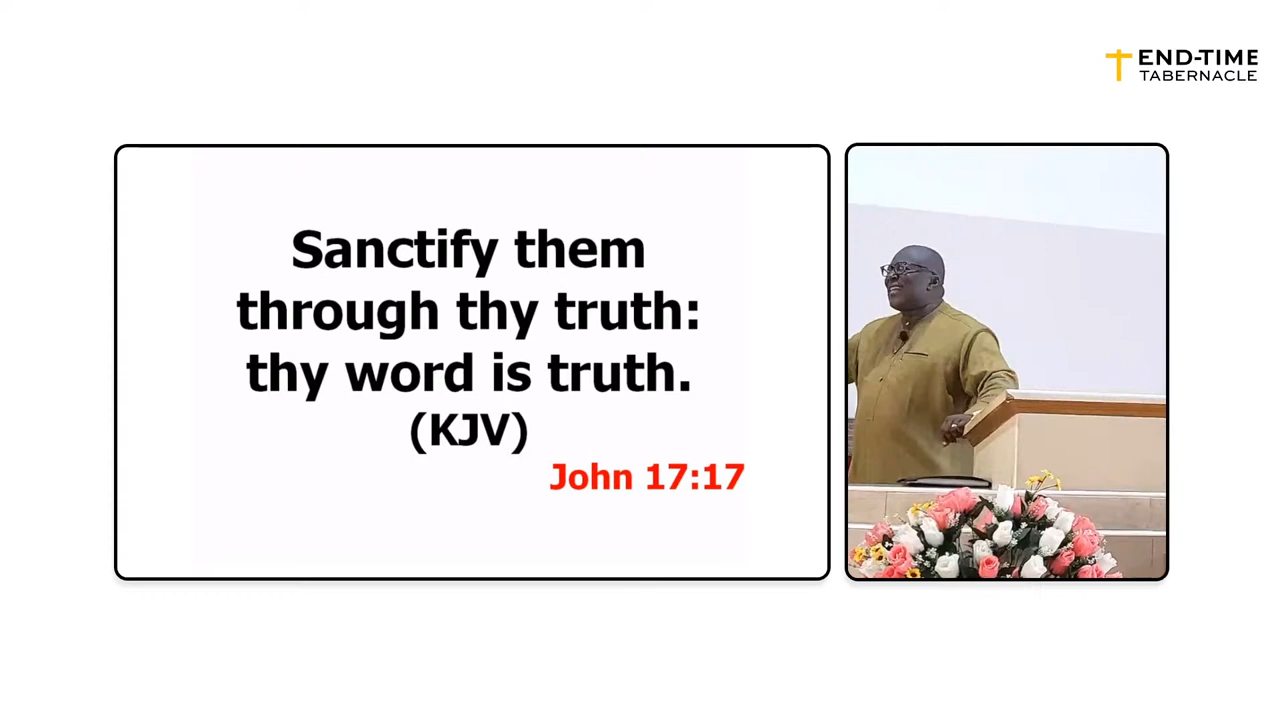 END-TIME
TABERNACLE
Sanctify them
through thy truth:
thy word is truth.
(KJV)
John 17:17